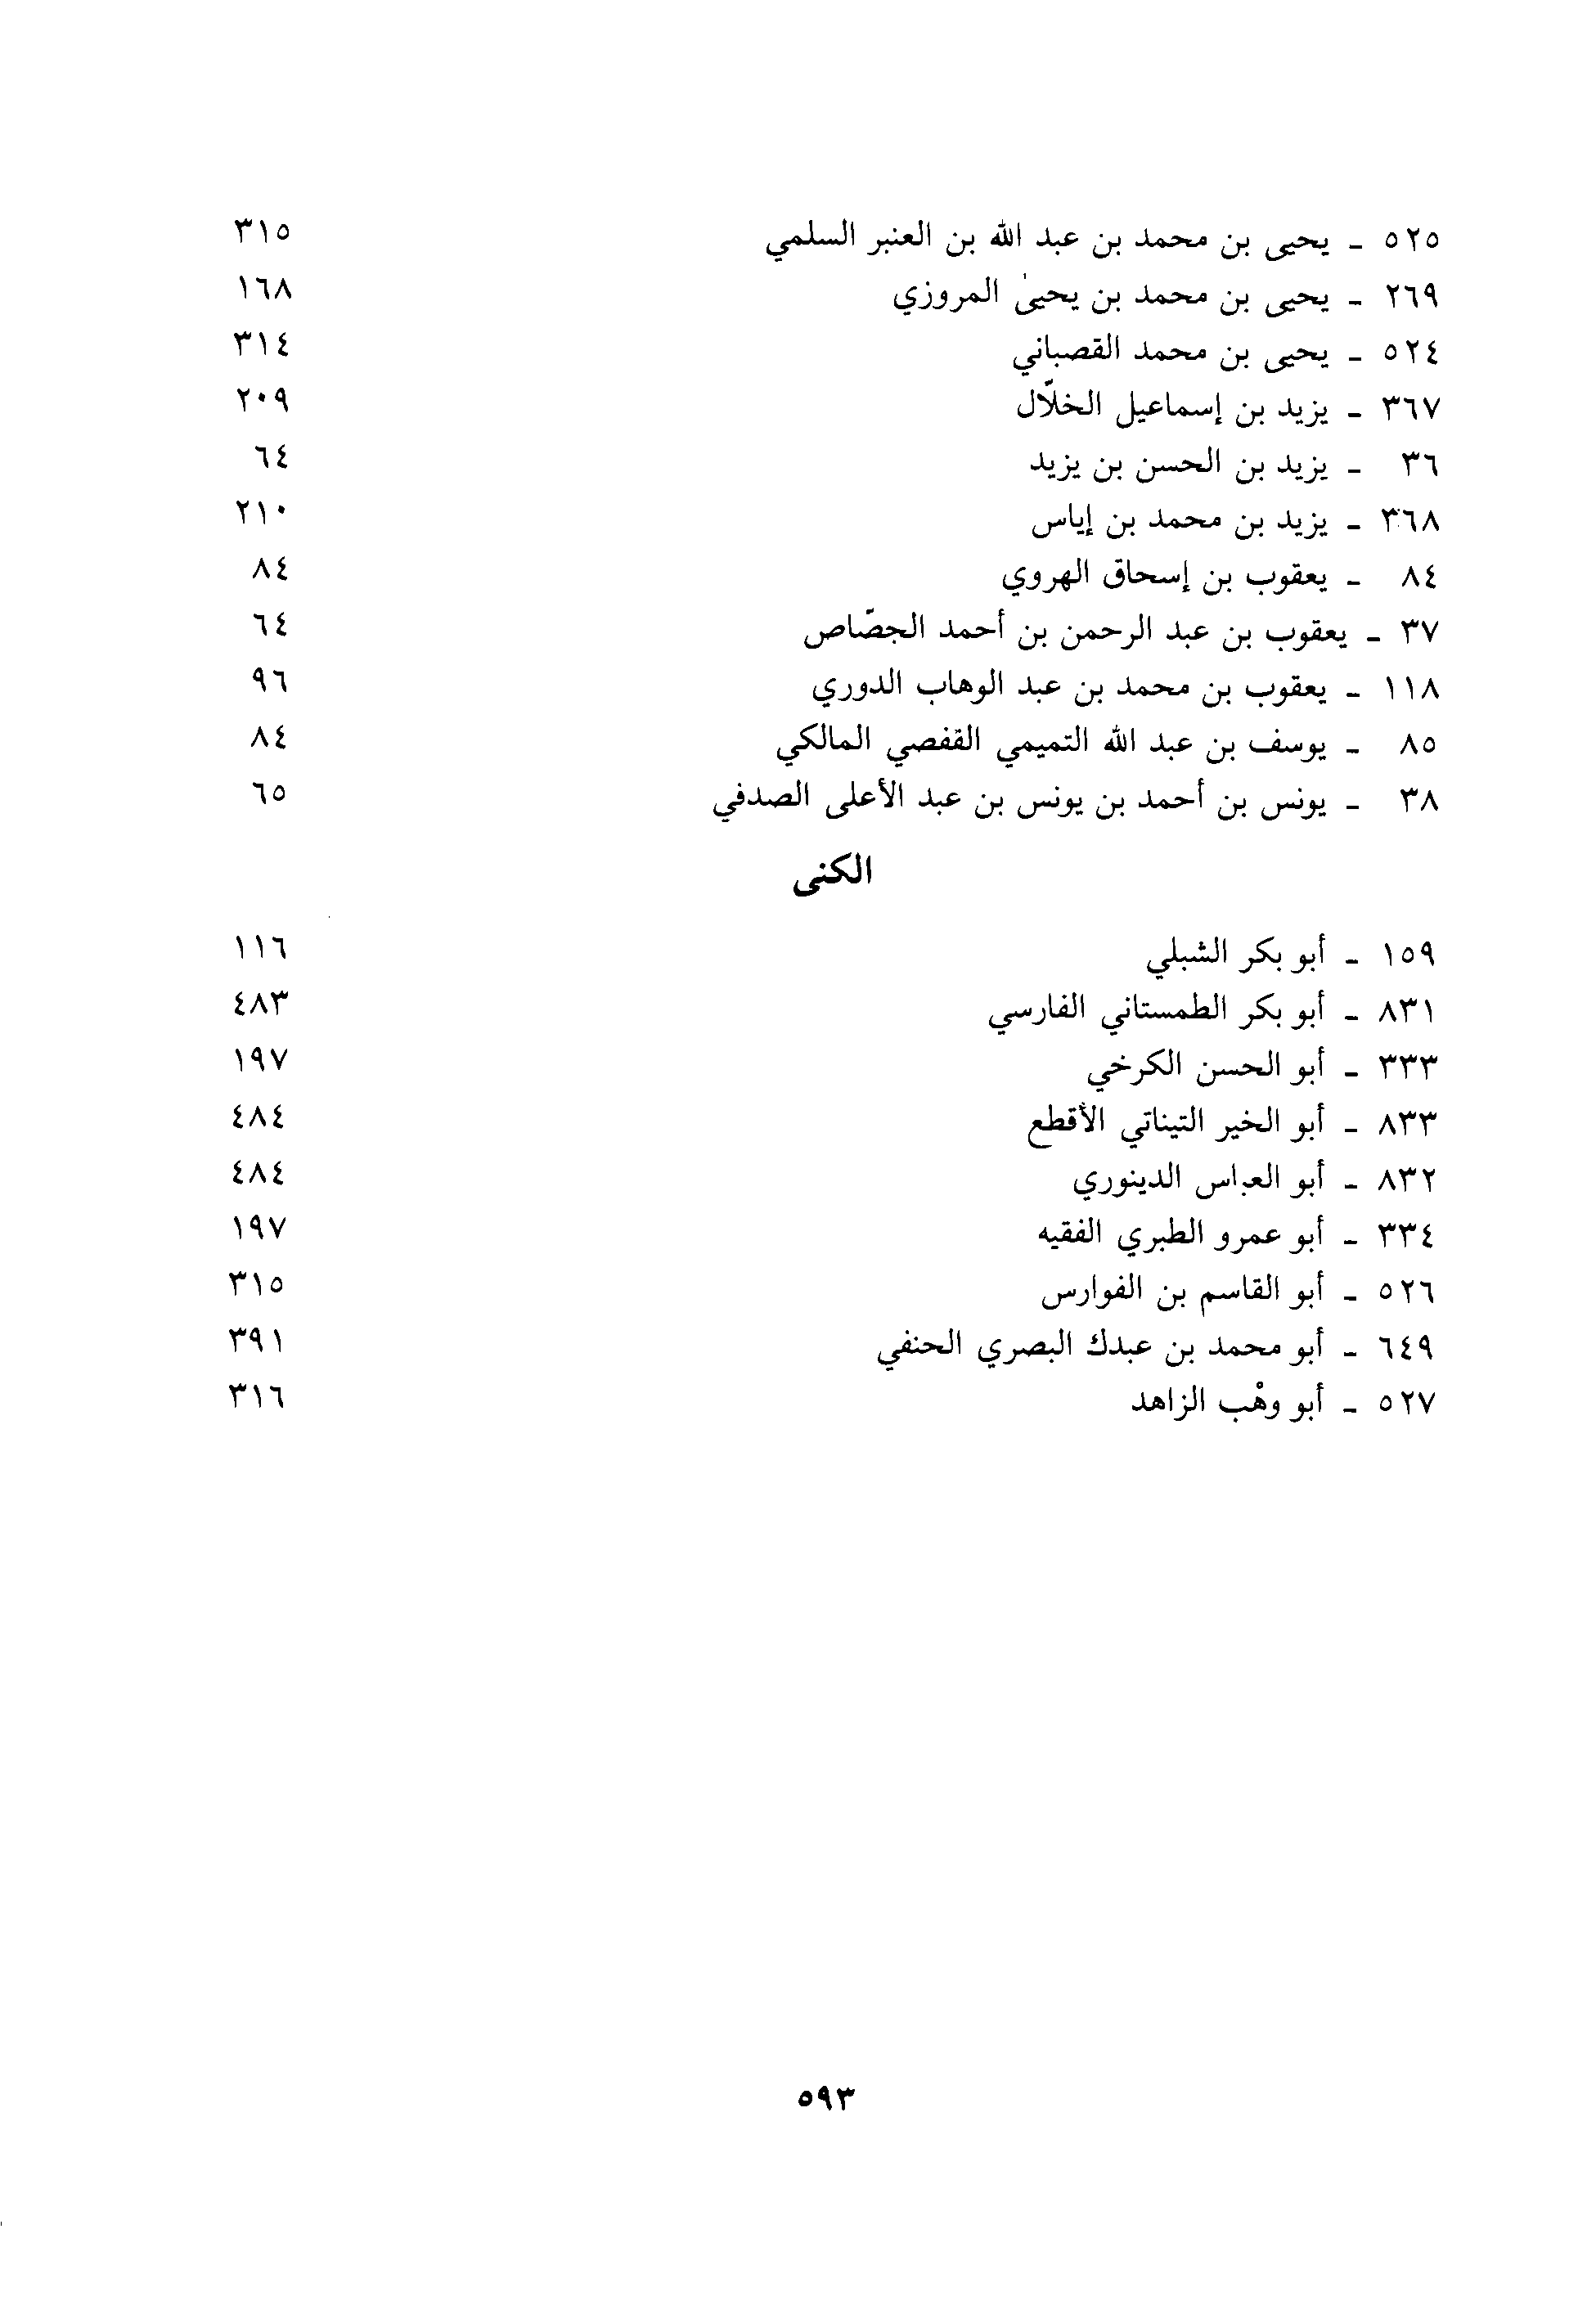 ٥٢٥ - يحيى بن محمد بن عبد الله بن العنبر السلمي ٣١٥
٢٦٩ - يحيى بن محمد بن يحيىٰ المروزي ١٦٨
٥٢٤ - يحيى بن محمد القصباني ٣١٤
٣٦٧ - يزيد بن إسماعيل الخلّال ٢٠٩
٣٦ - يزيد بن الحسن بن يزيد ٦٤
٣٦٨ - يزيد بن محمد بن إياس ٢١٠
٨٤ - يعقوب بن إسحاق الهروي ٨٤
٣٧ - يعقوب بن عبد الرحمن بن أحمد الجصّاص ٦٤
١١٨ - يعقوب بن محمد بن عبد الوهاب الدوري ٩٦
٨٥ - يوسف بن عبد الله التميمي القفصي المالكي ٨٤
٣٨ - يونس بن أحمد بن يونس بن عبد الأعلى الصدفي ٦٥
الكنى
١٥٩ - أبو بكر الشبلي ١١٦
٨٣١ - أبو بكر الطمستاني الفارسي ٤٨٣
٣٣٣ - أبو الحسن الكرخي ١٩٧
٨٣٣ - أبو الخير التيناتي الأقطع ٤٨٤
٨٣٢ - أبو العباس الدينوري ٤٨٤
٣٣٤ - أبو عمرو الطبري الفقيه ١٩٧
٥٢٦ - أبو القاسم بن الفوارس ٣١٥
٦٤٩ - أبو محمد بن عبدك البصري الحنفي ٣٩١
٥٢٧ - أبو وهْب الزاهد ٣١٦
٥٩٣